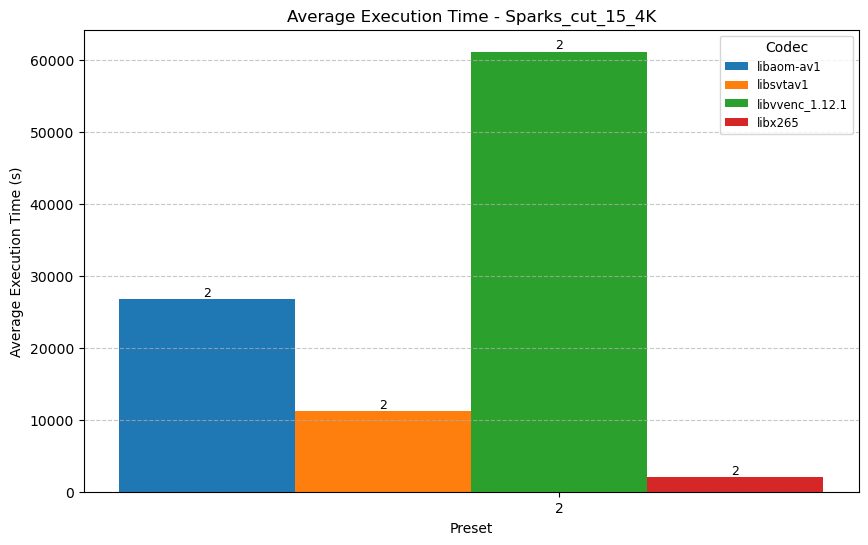 Average Execution Time - Sparks_cut_15_4K
Codec
libaom-av1
libsvtav1
libvvenc_1.12.1
libx265
Average Execution Time (s)
60000
50000
40000
30000
20000
10000
0
2
2
2
2
2
Preset